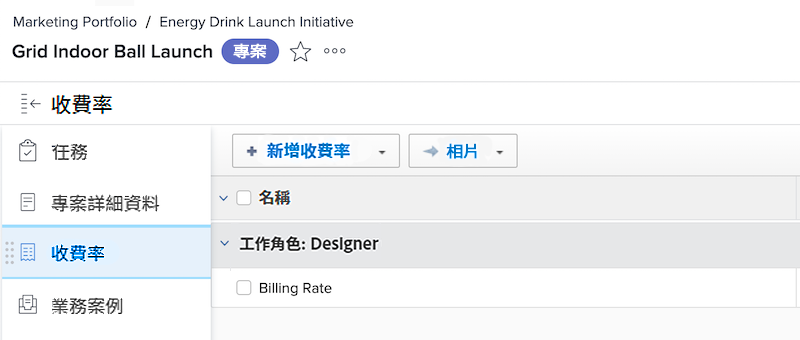 Marketing Portfolio / Energy Drink Launch Initiative
Grid Indoor Ball Launch 專案
收費率
任務
專案詳細資料
收費率
業務案例
新增收費率 相片
名稱
工作角色: Designer
Billing Rate